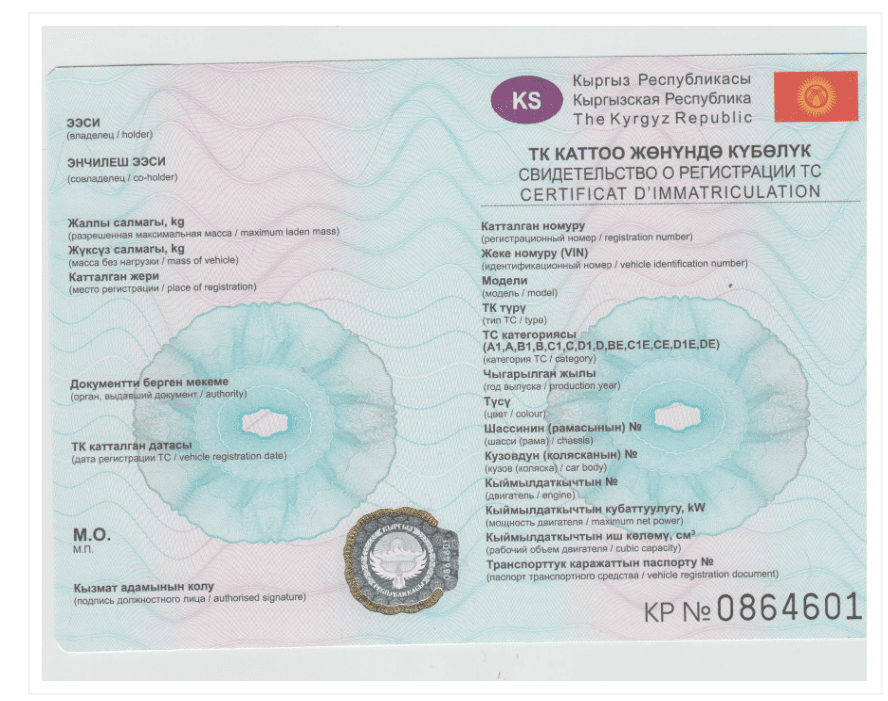 ЭЭСИ
(владелец / holder)
ЭНЧИЛЕШ ЭЭСИ
(совладелец / co-holder)
Жалпы салмагы, kg
(разрешенная максимальная масса / maximum laden mass)
Жүксүз салмагы, kg
(масса без нагрузки / mass of vehicle)
Катталган жери
(место регистрации / place of registration)
Документти берген мекеме
(орган, выдавший документ / authority)
ТК катталган датасы
(дата регистрации ТС / vehicle registration date)
М.О.
М.П.
Кызмат адамынын колу
(подпись должностного лица / authorised signature)
KS
Кыргыз Республикасы
Кыргызская Республика
The Kyrgyz Republic
ТК КАТТОО ЖӨНҮНДӨ КҮБӨЛҮК
СВИДЕТЕЛЬСТВО О РЕГИСТРАЦИИ ТС
CERTIFICAT D'IMMATRICULATION
Катталган номуру
(регистрационный номер / registration number)
Жеке номуру (VIN)
(идентификационный номер / vehicle identification number)
Модели
(модель / model)
ТК түрү
(тип ТС / type)
ТС категориясы
(A1,A,B1,B,C1,C,D1,D,BE,C1E,CE,D1E,DE)
(категория ТС / category)
Чыгарылган жылы
(год выпуска / production year)
Түсү
(цвет / colour)
Шассинин (рамасынын) №
(шасси (рама) / chassis)
Кузовдун (колясканын) №
(кузов (коляска) / car body)
Кыймылдаткычтын №
(двигатель / engine)
Кыймылдаткычтын кубаттуулугу, kW
(мощность двигателя / maximum net power)
Кыймылдаткычтын иш көлөмү, см³
(рабочий объем двигателя / cubic capacity)
Транспорттук каражаттын паспорту №
(паспорт транспортного средства / vehicle registration document)
КР № 0864601